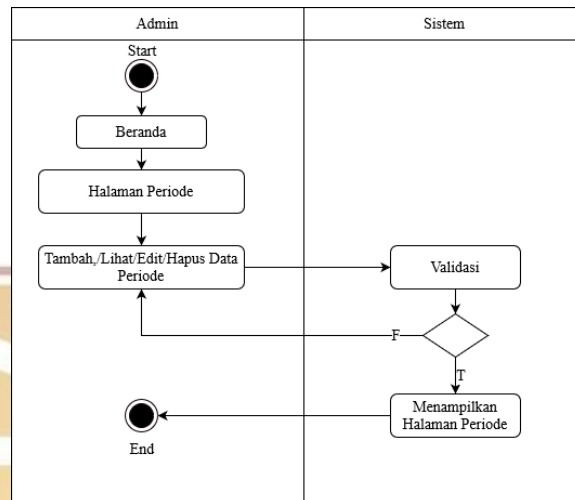 Admin
Sistem
Start
Beranda
Halaman Periode
Tambah,/Lihat/Edit/Hapus Data
Periode
Validasi
F
T
Menampilkan
Halaman Periode
End